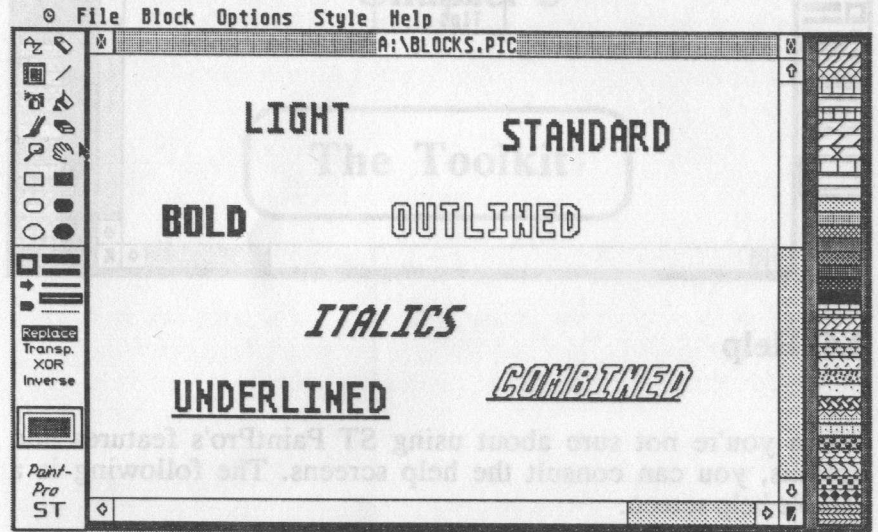 File Block Options Style Help
A:\BLOCKS.PIC
AZ
LIGHT
STANDARD
The Toolkit
BOLD
OUTLINED
ITALICS
Help
Replace
Transp.
XOR
Inverse
UNDERLINED
COMBINED
you're not sure about using ST PaintPro's features
you can consult the help screens. The following
Paint-
Pro
ST